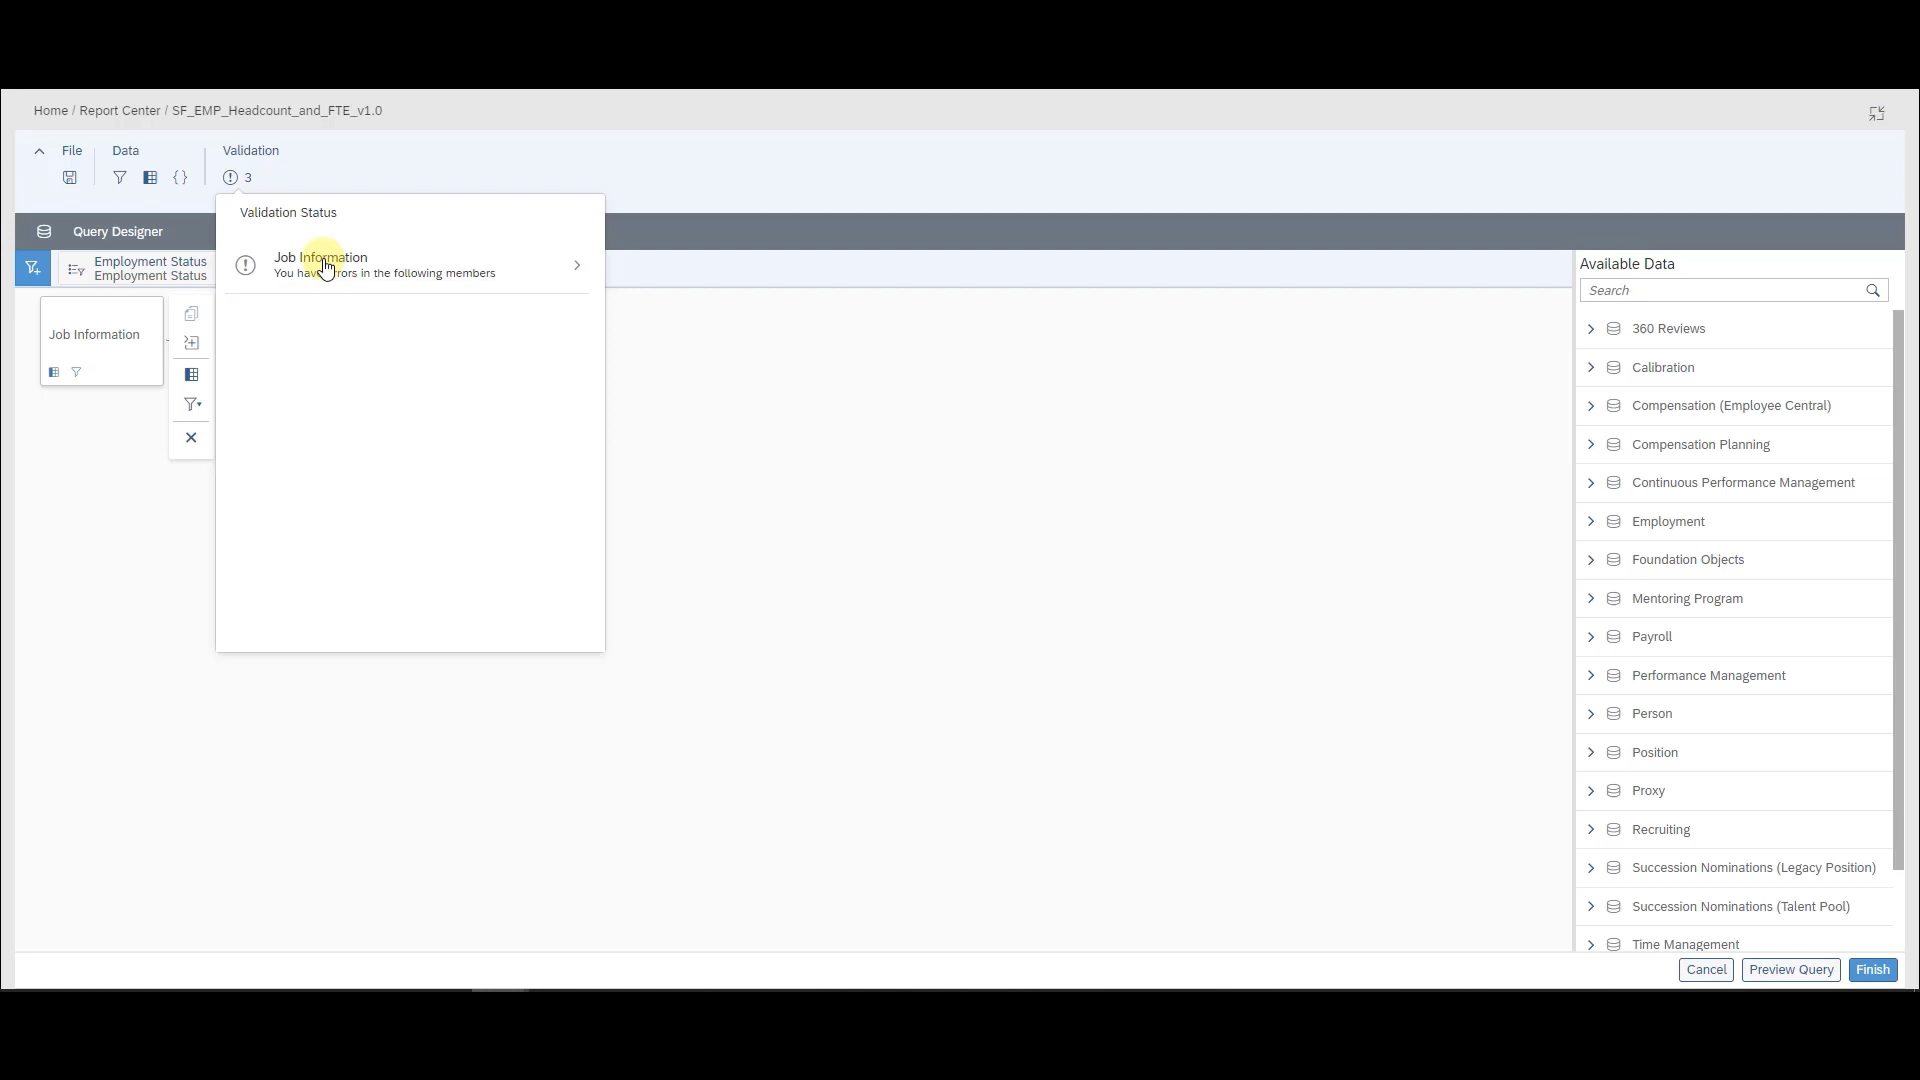 Home / Report Center / SF_EMP_Headcount_and_FTE_v1.0
File Data Validation
3
Validation Status
Query Designer
Job Information
You have errors in the following members
Employment Status
Employment Status
Job Information
Available Data
Search
360 Reviews
Calibration
Compensation (Employee Central)
Compensation Planning
Continuous Performance Management
Employment
Foundation Objects
Mentoring Program
Payroll
Performance Management
Person
Position
Proxy
Recruiting
Succession Nominations (Legacy Position)
Succession Nominations (Talent Pool)
Time Management
Cancel Preview Query Finish